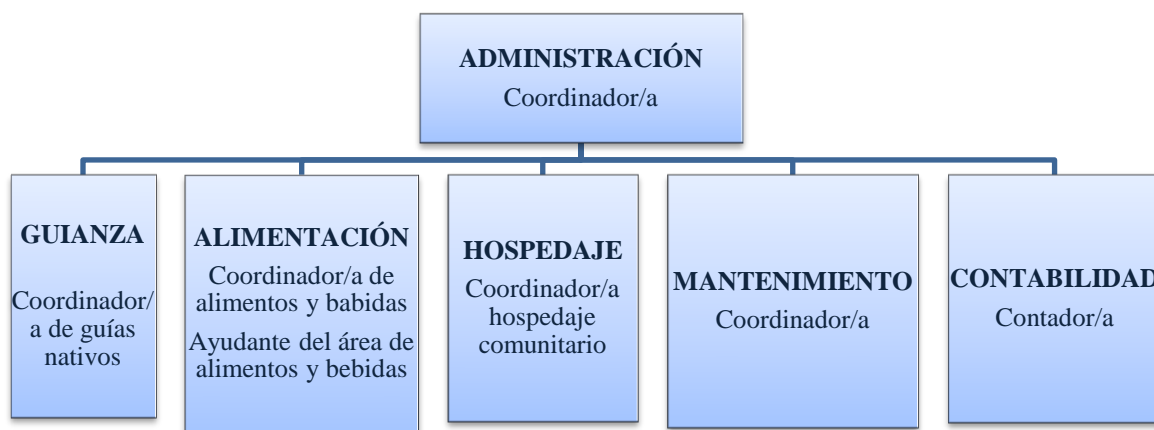 ADMINISTRACIÓN
Coordinador/a
GUIANZA
Coordinador/
a de guías
nativos
ALIMENTACIÓN
Coordinador/a de
alimentos y babidas
Ayudante del área de
alimentos y bebidas
HOSPEDAJE
Coordinador/a
hospedaje
comunitario
MANTENIMIENTO
Coordinador/a
CONTABILIDAD
Contador/a